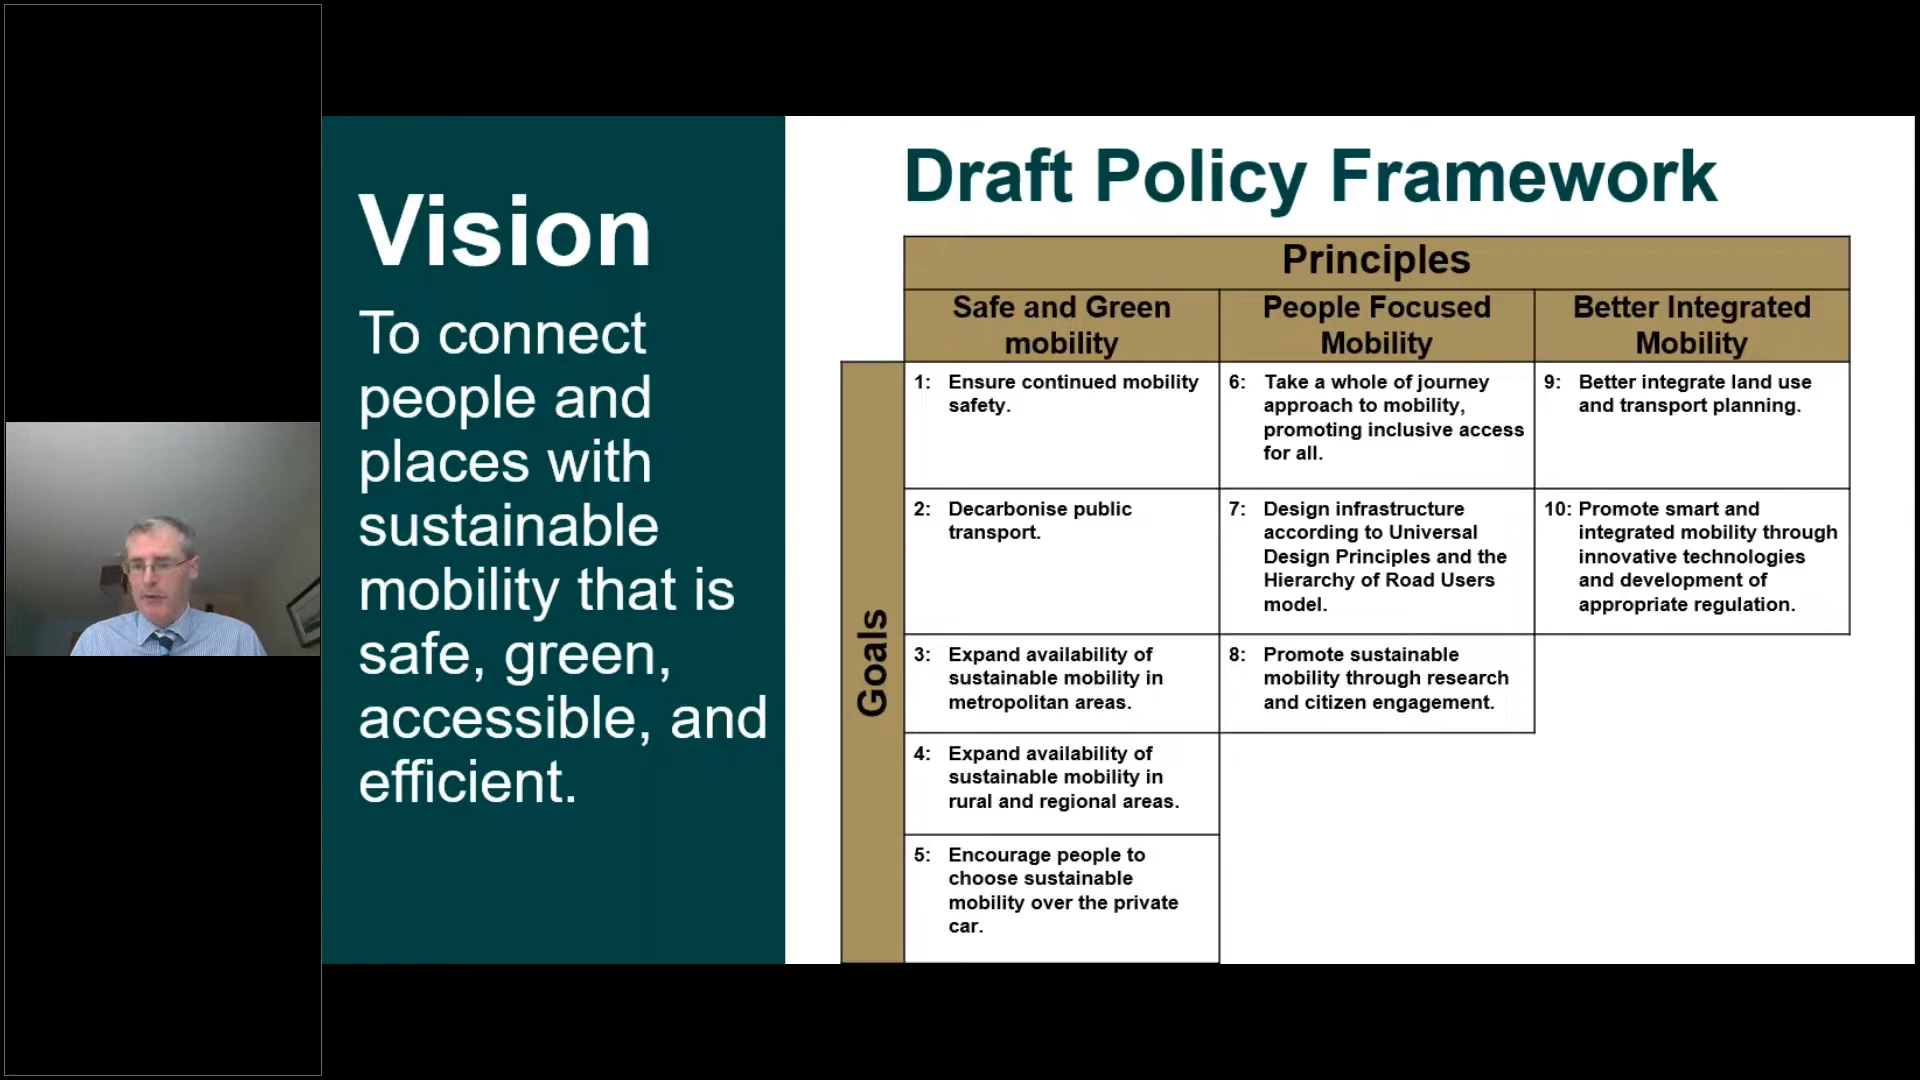 Vision
To connect
people and
places with
sustainable
mobility that is
safe, green,
accessible, and
efficient.
Draft Policy Framework
Principles
Safe and Green
mobility
People Focused
Mobility
Better Integrated
Mobility
Goals
1: Ensure continued mobility
safety.
6: Take a whole of journey
approach to mobility,
promoting inclusive access
for all.
9: Better integrate land use
and transport planning.
2: Decarbonise public
transport.
7: Design infrastructure
according to Universal
Design Principles and the
Hierarchy of Road Users
model.
10: Promote smart and
integrated mobility through
innovative technologies
and development of
appropriate regulation.
3: Expand availability of
sustainable mobility in
metropolitan areas.
8: Promote sustainable
mobility through research
and citizen engagement.
4: Expand availability of
sustainable mobility in
rural and regional areas.
5: Encourage people to
choose sustainable
mobility over the private
car.